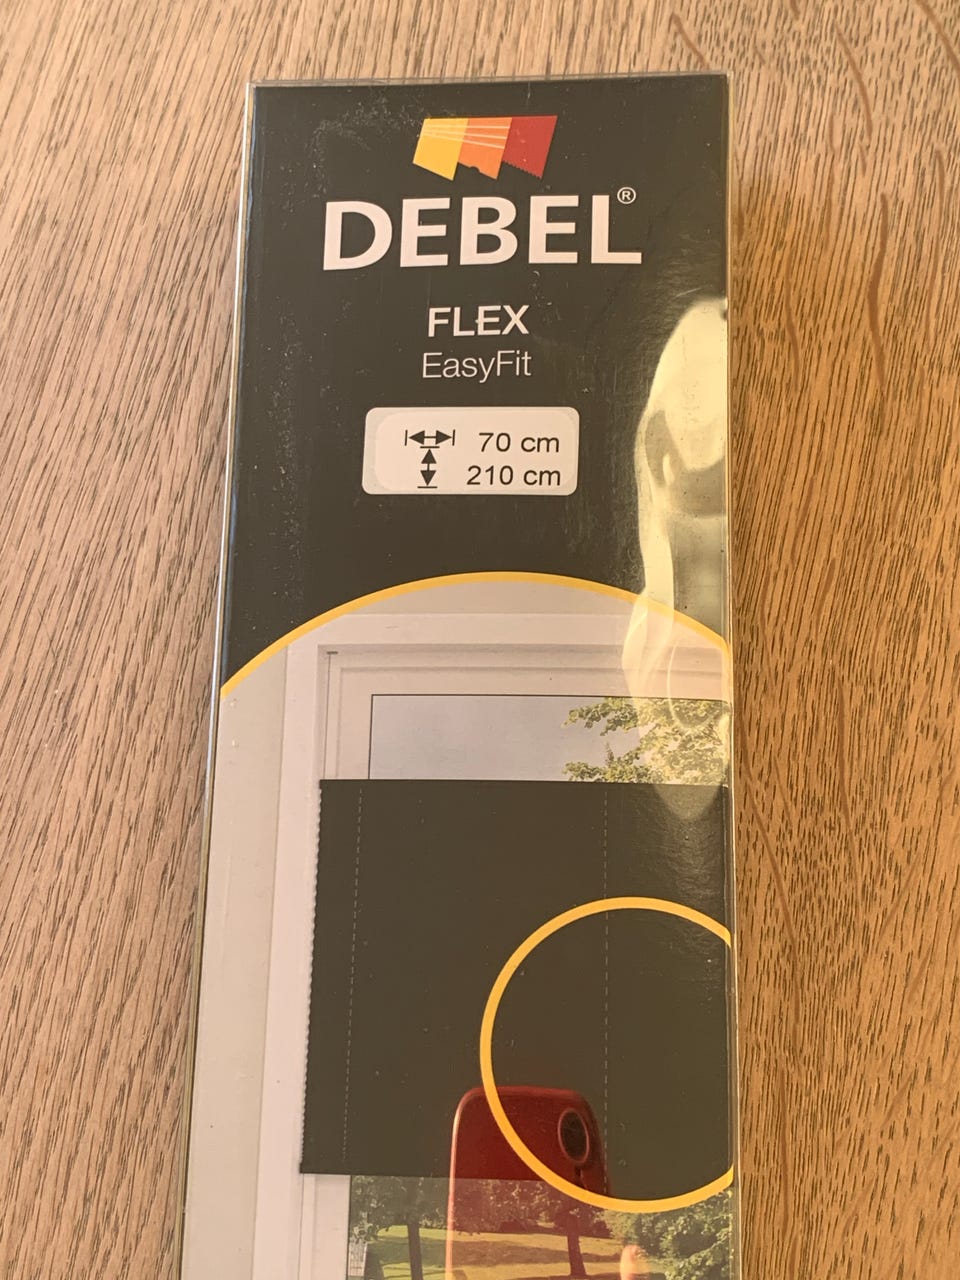 DEBEL®
FLEX
EasyFit
70 cm
210 cm